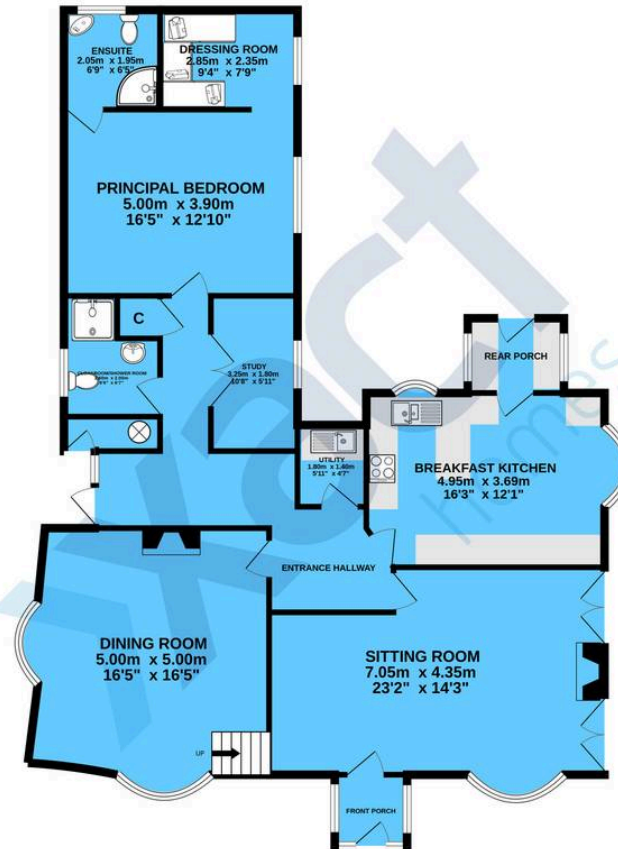 ENSUITE
2.05m x 1.95m
6'9" x 6'5"
DRESSING ROOM
2.85m x 2.35m
9'4" x 7'9"
PRINCIPAL BEDROOM
5.00m x 3.90m
16'5" x 12'10"
C
STUDY
3.25m x 1.80m
10'8" x 5'11"
REAR PORCH
UTILITY
1.80m x 1.40m
5'11" x 4'7"
BREAKFAST KITCHEN
4.95m x 3.69m
16'3" x 12'1"
ENTRANCE HALLWAY
DINING ROOM
5.00m x 5.00m
16'5" x 16'5"
SITTING ROOM
7.05m x 4.35m
23'2" x 14'3"
UP
FRONT PORCH
xact
homes